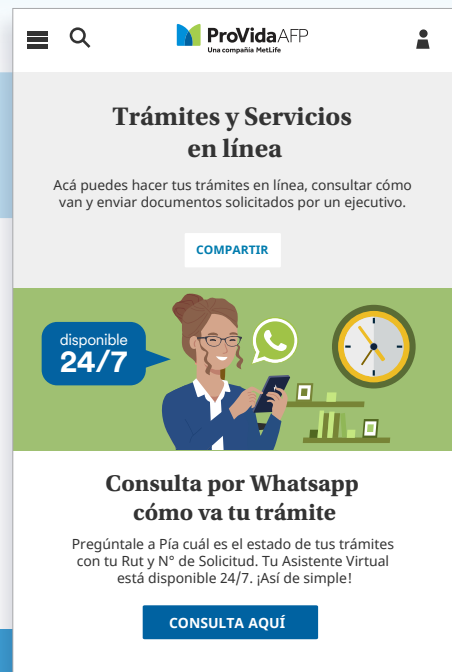 ProVida AFP
Una compañía MetLife
Trámites y Servicios
en línea
Acá puedes hacer tus trámites en línea, consultar cómo
van y enviar documentos solicitados por un ejecutivo.
COMPARTIR
disponible
24/7
Consulta por Whatsapp
cómo va tu trámite
Pregúntale a Pía cuál es el estado de tus trámites
con tu Rut y N° de Solicitud. Tu Asistente Virtual
está disponible 24/7. ¡Así de simple!
CONSULTA AQUÍ